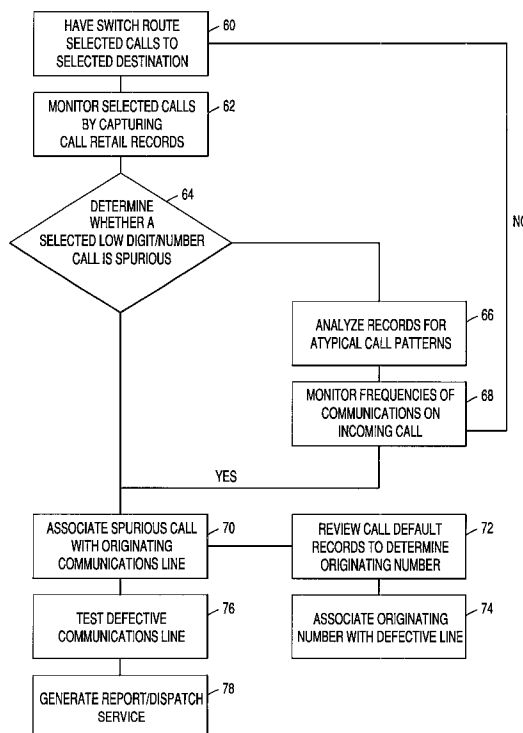 HAVE SWITCH ROUTE
SELECTED CALLS TO
SELECTED DESTINATION
60
MONITOR SELECTED CALLS
BY CAPTURING
CALL RETAIL RECORDS
62
64
DETERMINE
WHETHER A
SELECTED LOW DIGIT/NUMBER
CALL IS SPURIOUS
NO
ANALYZE RECORDS FOR
ATYPICAL CALL PATTERNS
66
MONITOR FREQUENCIES OF
COMMUNICATIONS ON
INCOMING CALL
68
YES
ASSOCIATE SPURIOUS CALL
WITH ORIGINATING
COMMUNICATIONS LINE
70
REVIEW CALL DEFAULT
RECORDS TO DETERMINE
ORIGINATING NUMBER
72
TEST DEFECTIVE
COMMUNICATIONS LINE
76
ASSOCIATE ORIGINATING
NUMBER WITH DEFECTIVE LINE
74
GENERATE REPORT/DISPATCH
SERVICE
78